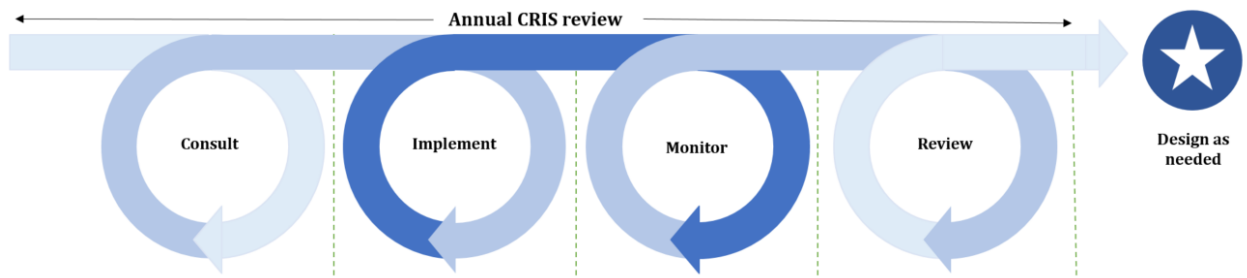 Annual CRIS review
Consult
Implement
Monitor
Review
Design as
needed